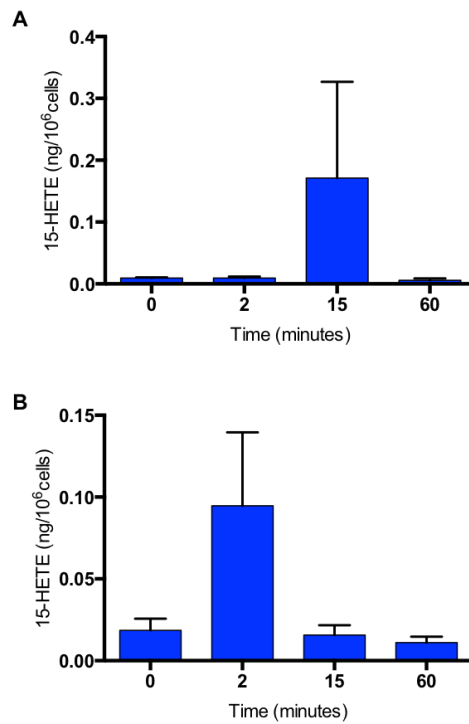 A
0.4
0.3
0.2
0.1
0.0
15-HETE (ng/10⁶cells)
0 2 15 60
Time (minutes)
B
0.15
0.10
0.05
0.00
15-HETE (ng/10⁶cells)
0 2 15 60
Time (minutes)